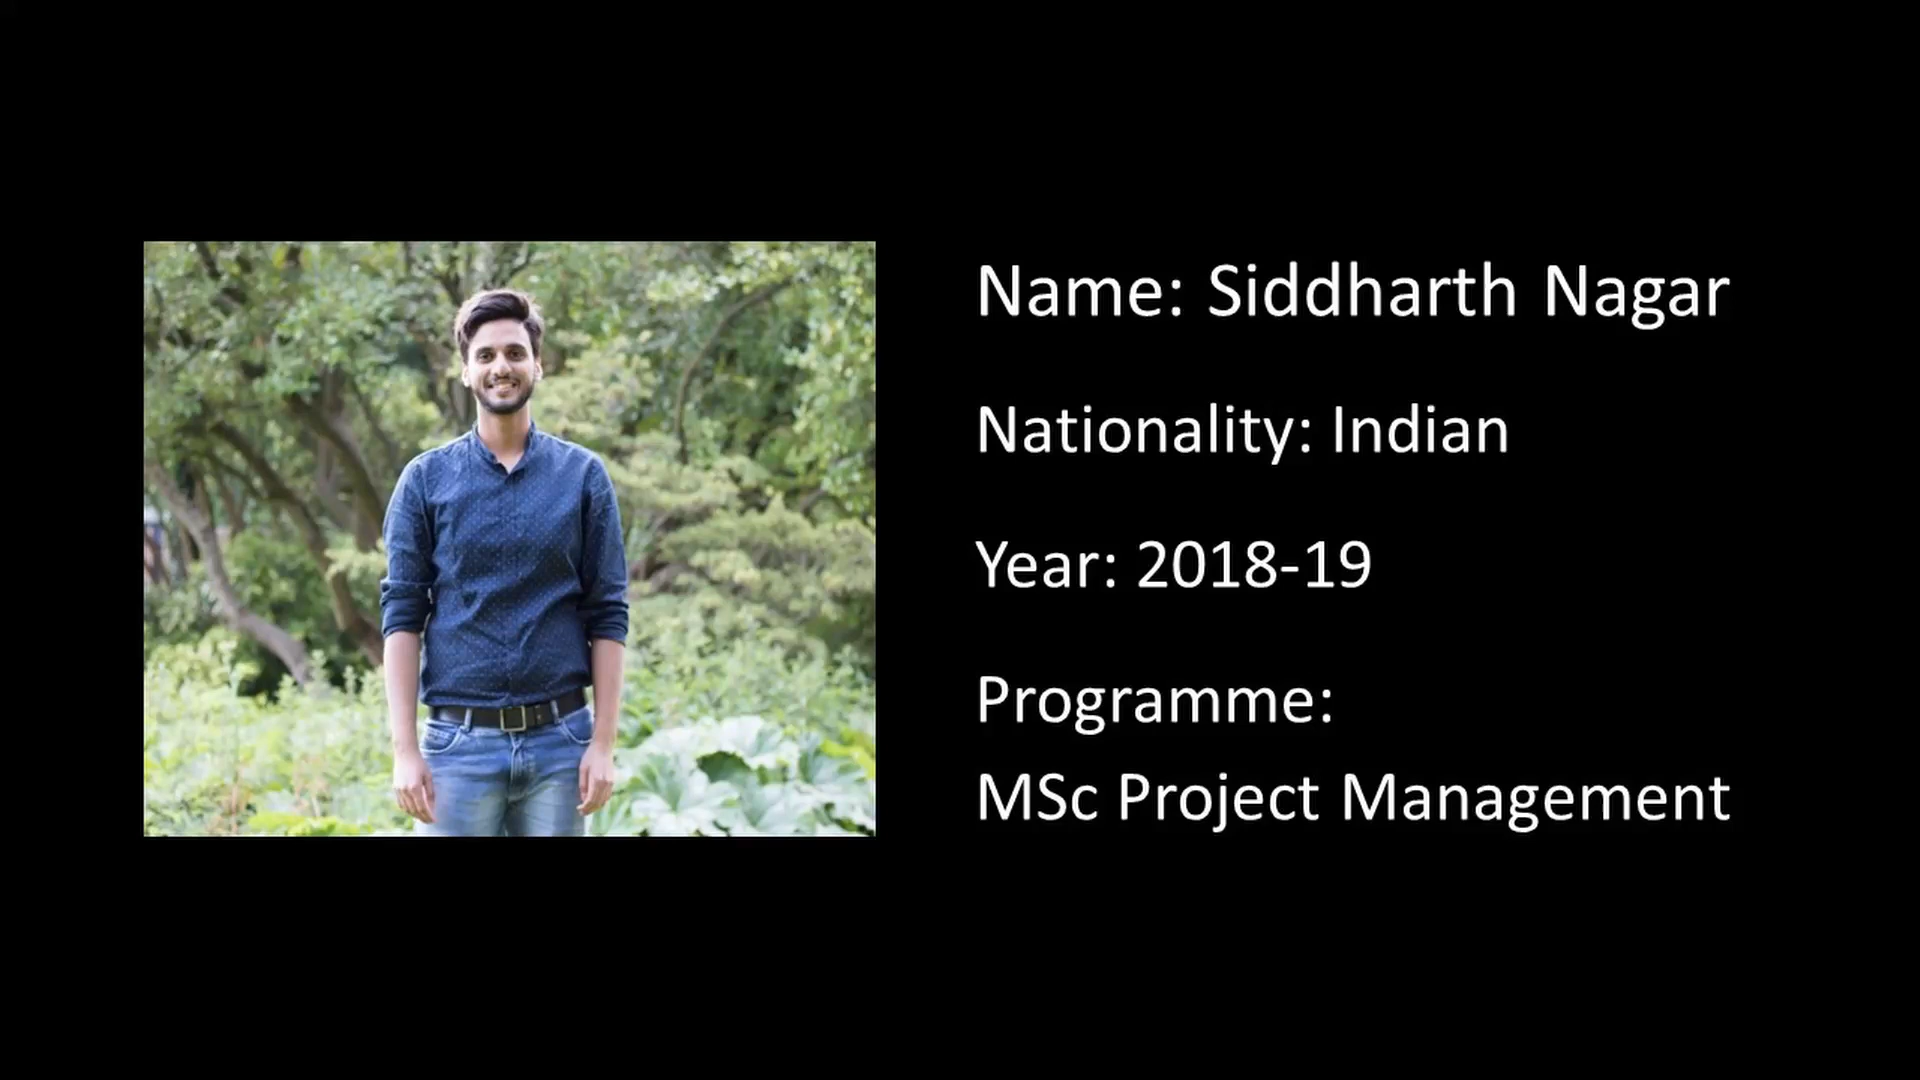 Name: Siddharth Nagar
Nationality: Indian
Year: 2018-19
Programme:
MSc Project Management